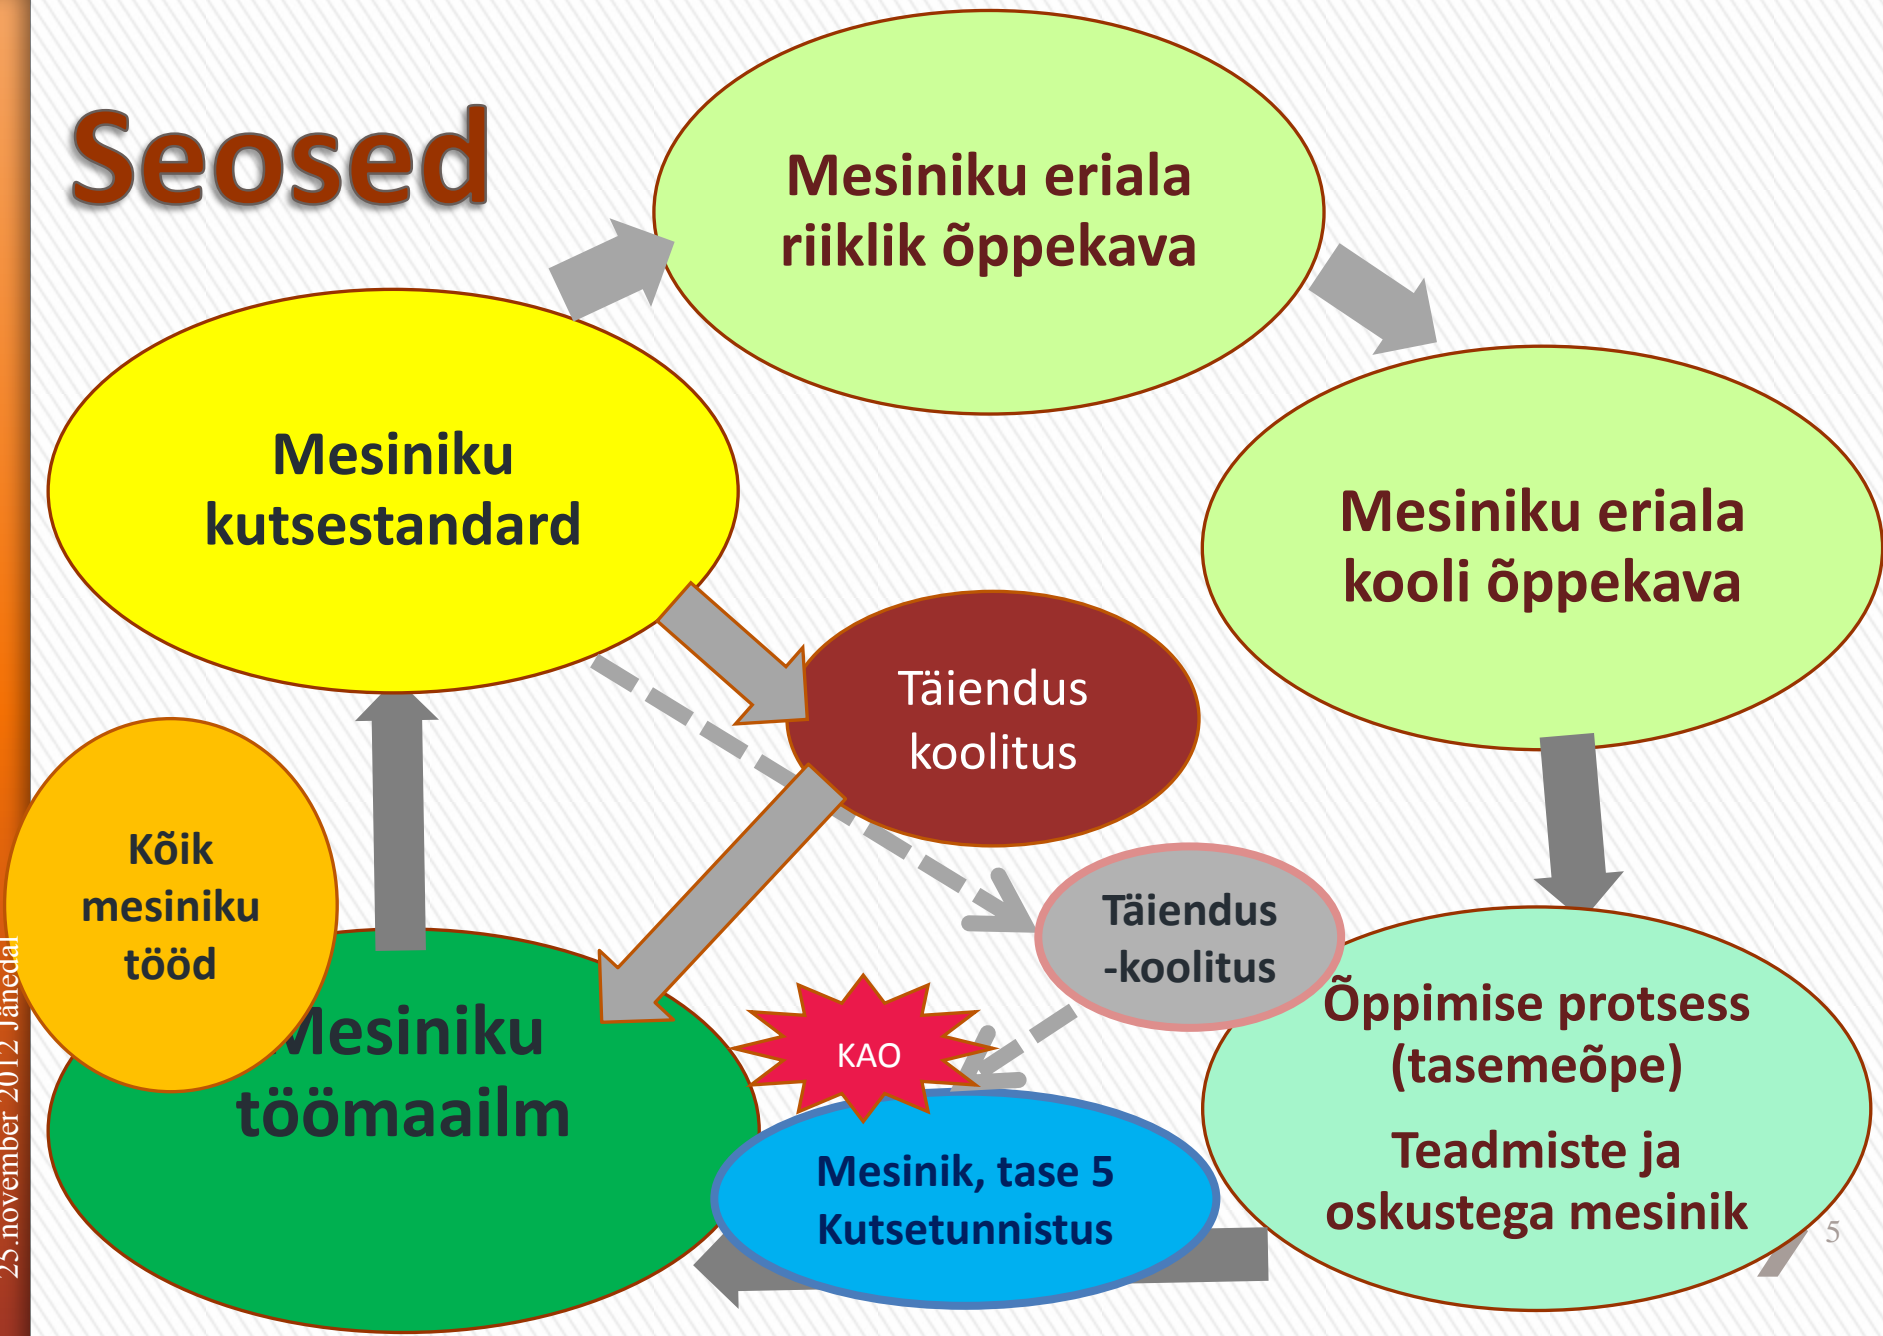 Seosed
Mesiniku eriala
riiklik õppekava
Mesiniku
kutsestandard
Mesiniku eriala
kooli õppekava
Täiendus
koolitus
Kõik
mesiniku
tööd
Täiendus
-koolitus
Mesiniku
töömaailm
KAO
Õppimise protsess
(tasemeõpe)
Teadmiste ja
oskustega mesinik
Mesinik, tase 5
Kutsetunnistus
25.november 2012 Jänedal
5